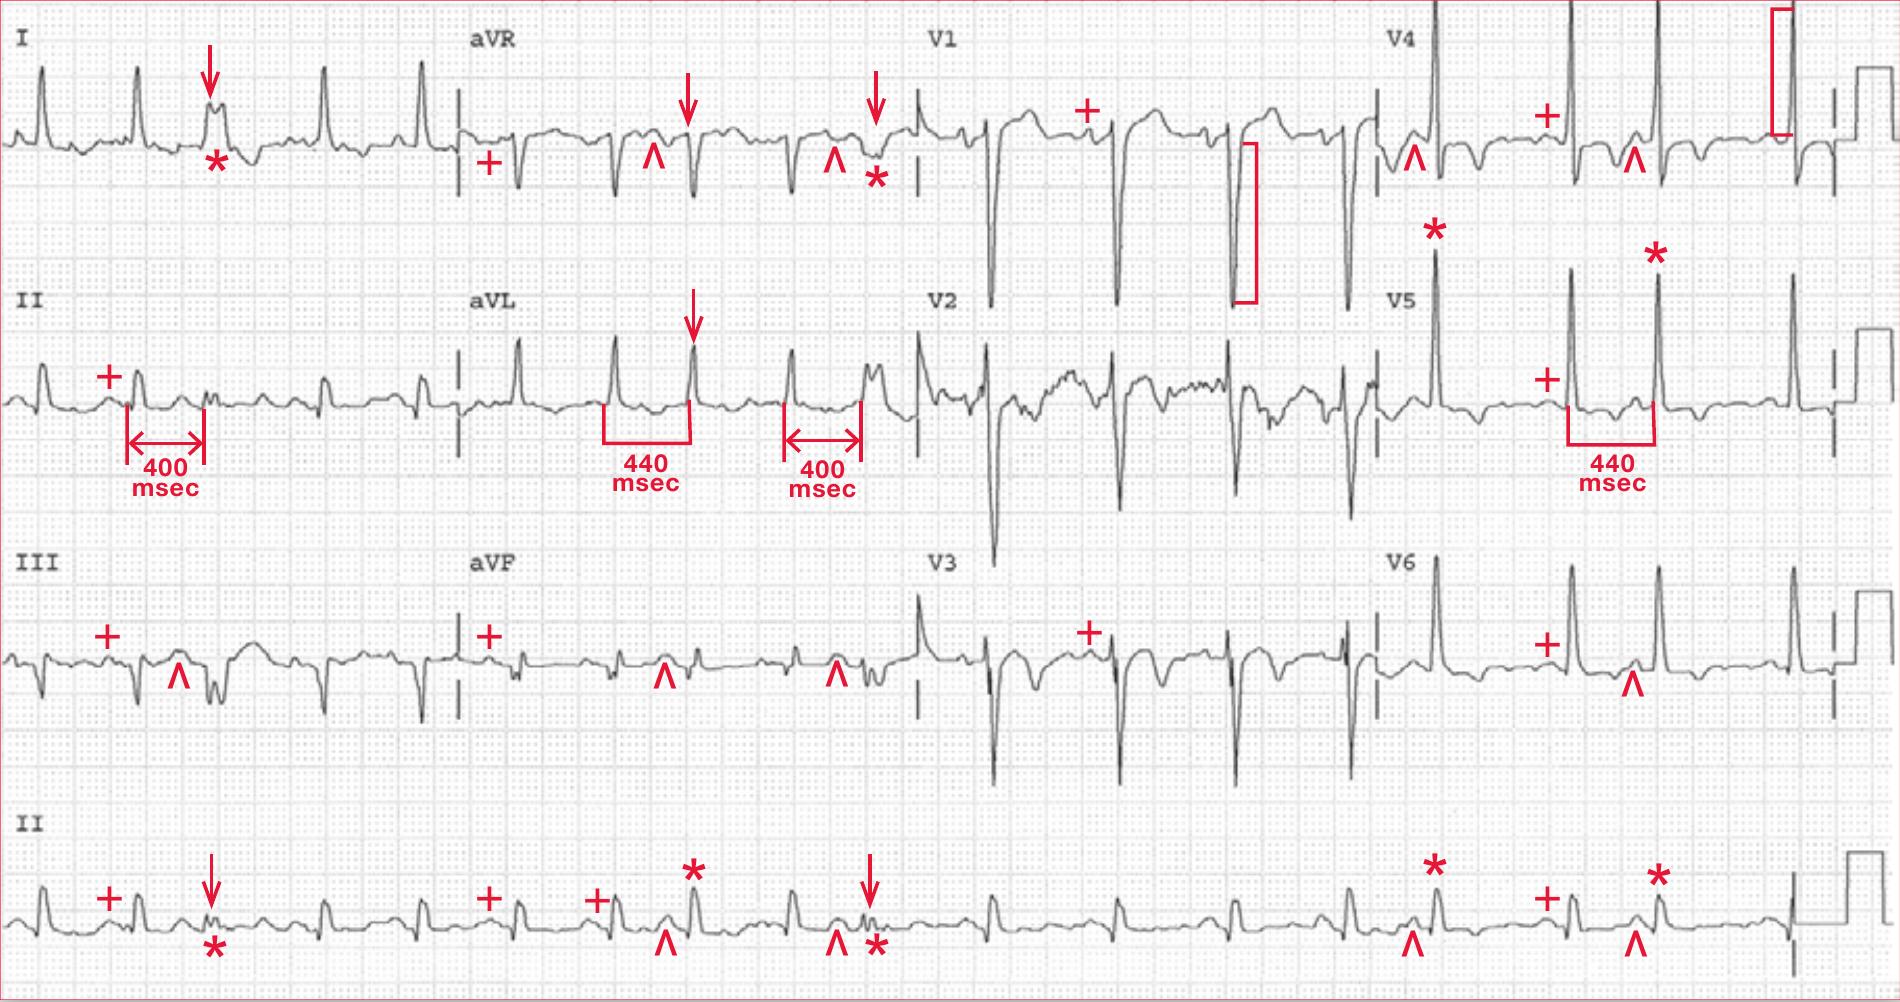 I
aVR
V1
V4
+
+
^
^
+
^
^
*
*
*
*
II
aVL
V2
V5
+
+
400
msec
440
msec
400
msec
440
msec
III
aVF
V3
V6
+
+
+
+
^
^
^
^
II
*
*
*
+
+
+
+
*
^
^
*
^
^